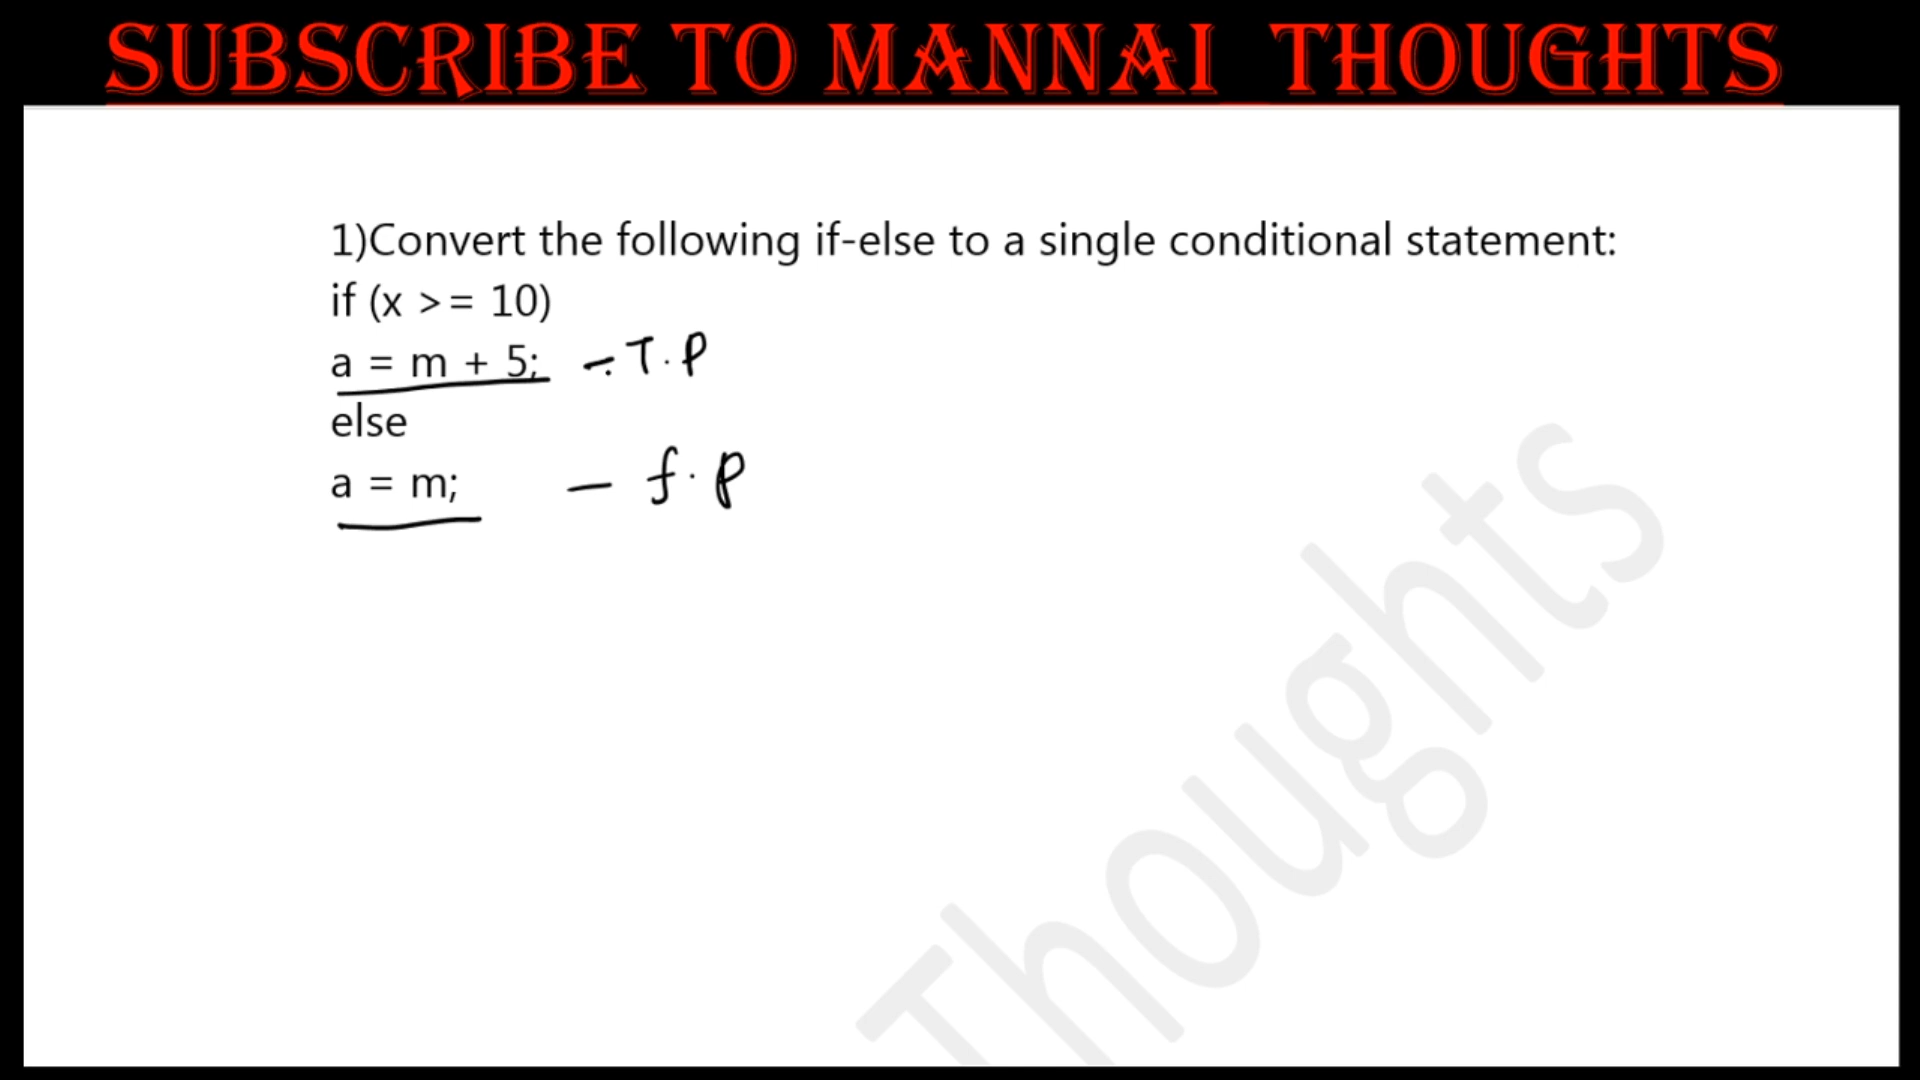 SUBSCRIBE TO MANNAI THOUGHTS
1)Convert the following if-else to a single conditional statement:
if (x >= 10)
a = m + 5; -T.P
else
a = m; - f.P
Thoughts